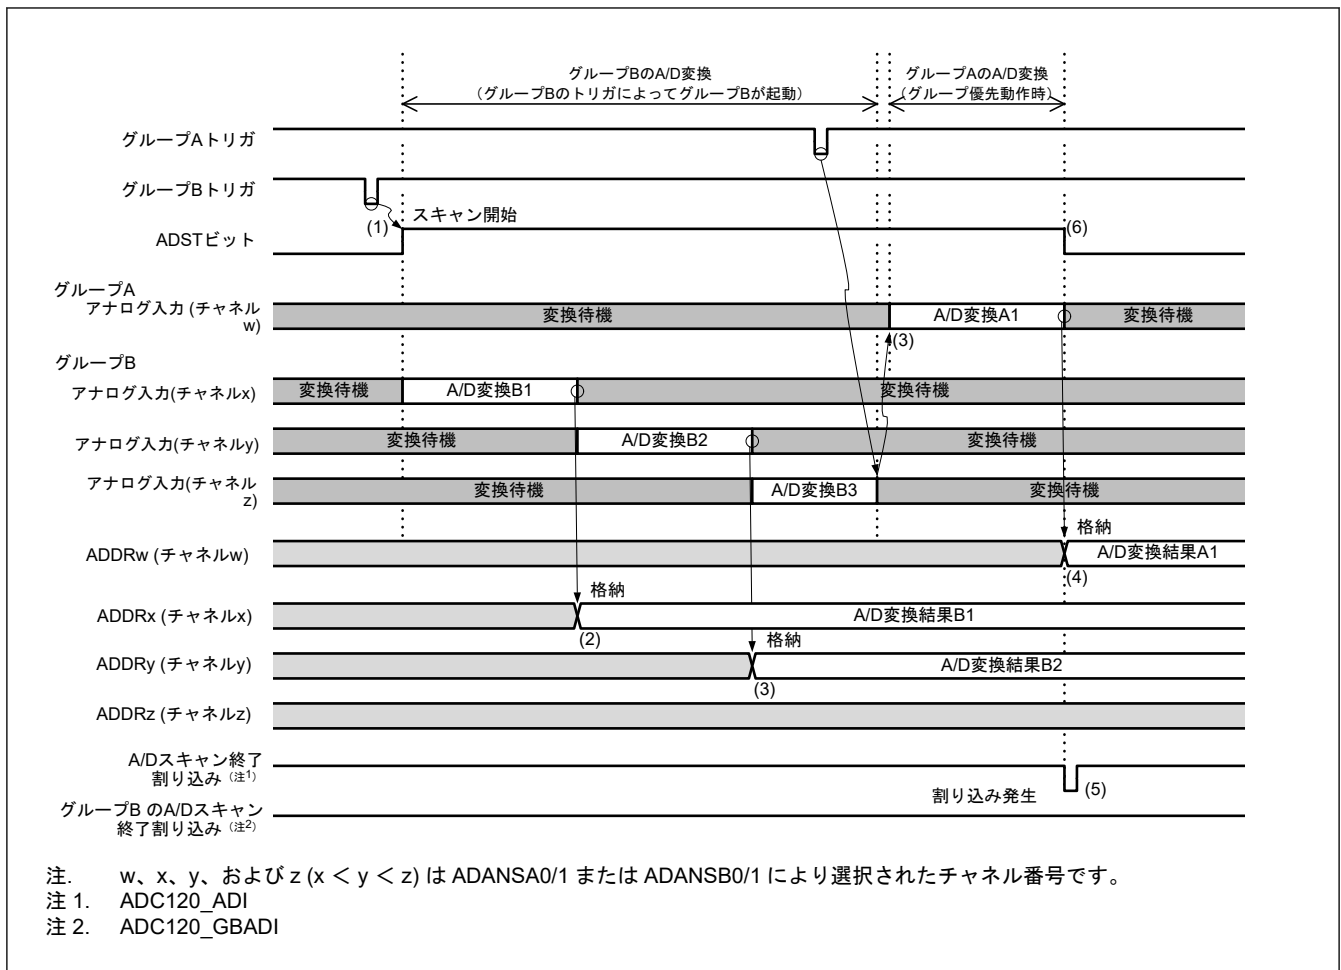 グループBのA/D変換
(グループBのトリガによってグループBが起動)
グループAのA/D変換
(グループ優先動作時)
グループAトリガ
グループBトリガ
(1)
スキャン開始
(6)
ADSTビット
グループA
アナログ入力 (チャネル
w)
変換待機
A/D変換A1
変換待機
(3)
グループB
アナログ入力(チャネルx)
変換待機
A/D変換B1
変換待機
アナログ入力(チャネルy)
変換待機
A/D変換B2
変換待機
アナログ入力(チャネル
z)
変換待機
A/D変換B3
変換待機
格納
ADDRw (チャネルw)
A/D変換結果A1
(4)
格納
ADDRx (チャネルx)
A/D変換結果B1
(2)
格納
ADDRy (チャネルy)
A/D変換結果B2
(3)
ADDRz (チャネルz)
A/Dスキャン終了
割り込み (注1)
割り込み発生
(5)
グループB のA/Dスキャン
終了割り込み (注2)
注. w、x、y、および z (x < y < z) は ADANSA0/1 または ADANSB0/1 により選択されたチャネル番号です。
注 1. ADC120_ADI
注 2. ADC120_GBADI